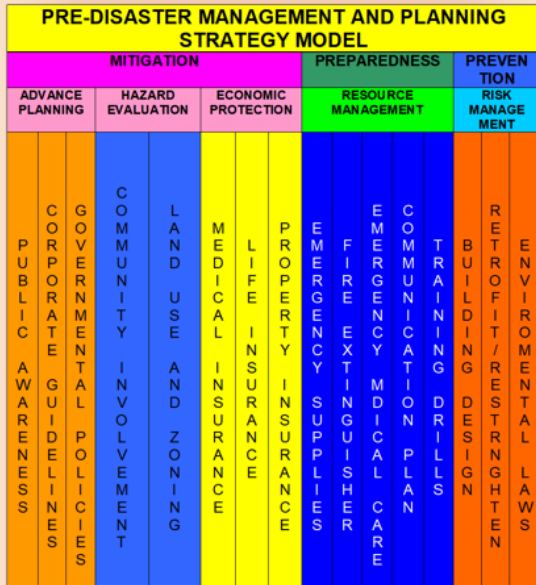 PRE-DISASTER MANAGEMENT AND PLANNING
STRATEGY MODEL
MITIGATION
PREPAREDNESS
PREVEN
TION
ADVANCE
PLANNING
HAZARD
EVALUATION
ECONOMIC
PROTECTION
RESOURCE
MANAGEMENT
RISK
MANAGE
MENT
PUBLIC AWARENESS
CORPORATE GUIDELINES
GOVERNMENTAL POLICIES
COMMUNITY INVOLVEMENT
LAND USE AND ZONING
MEDICAL INSURANCE
LIFE INSURANCE
PROPERTY INSURANCE
EMERGENCY SUPPLIES
FIRE EXTINGUISHER
EMERGENCY MDICAL CARE
COMMUNICATION PLAN
TRAINING DRILLS
BUILDING DESIGN
RETROFIT/RESTRNGHTEN
ENVIROMENTAL LAWS